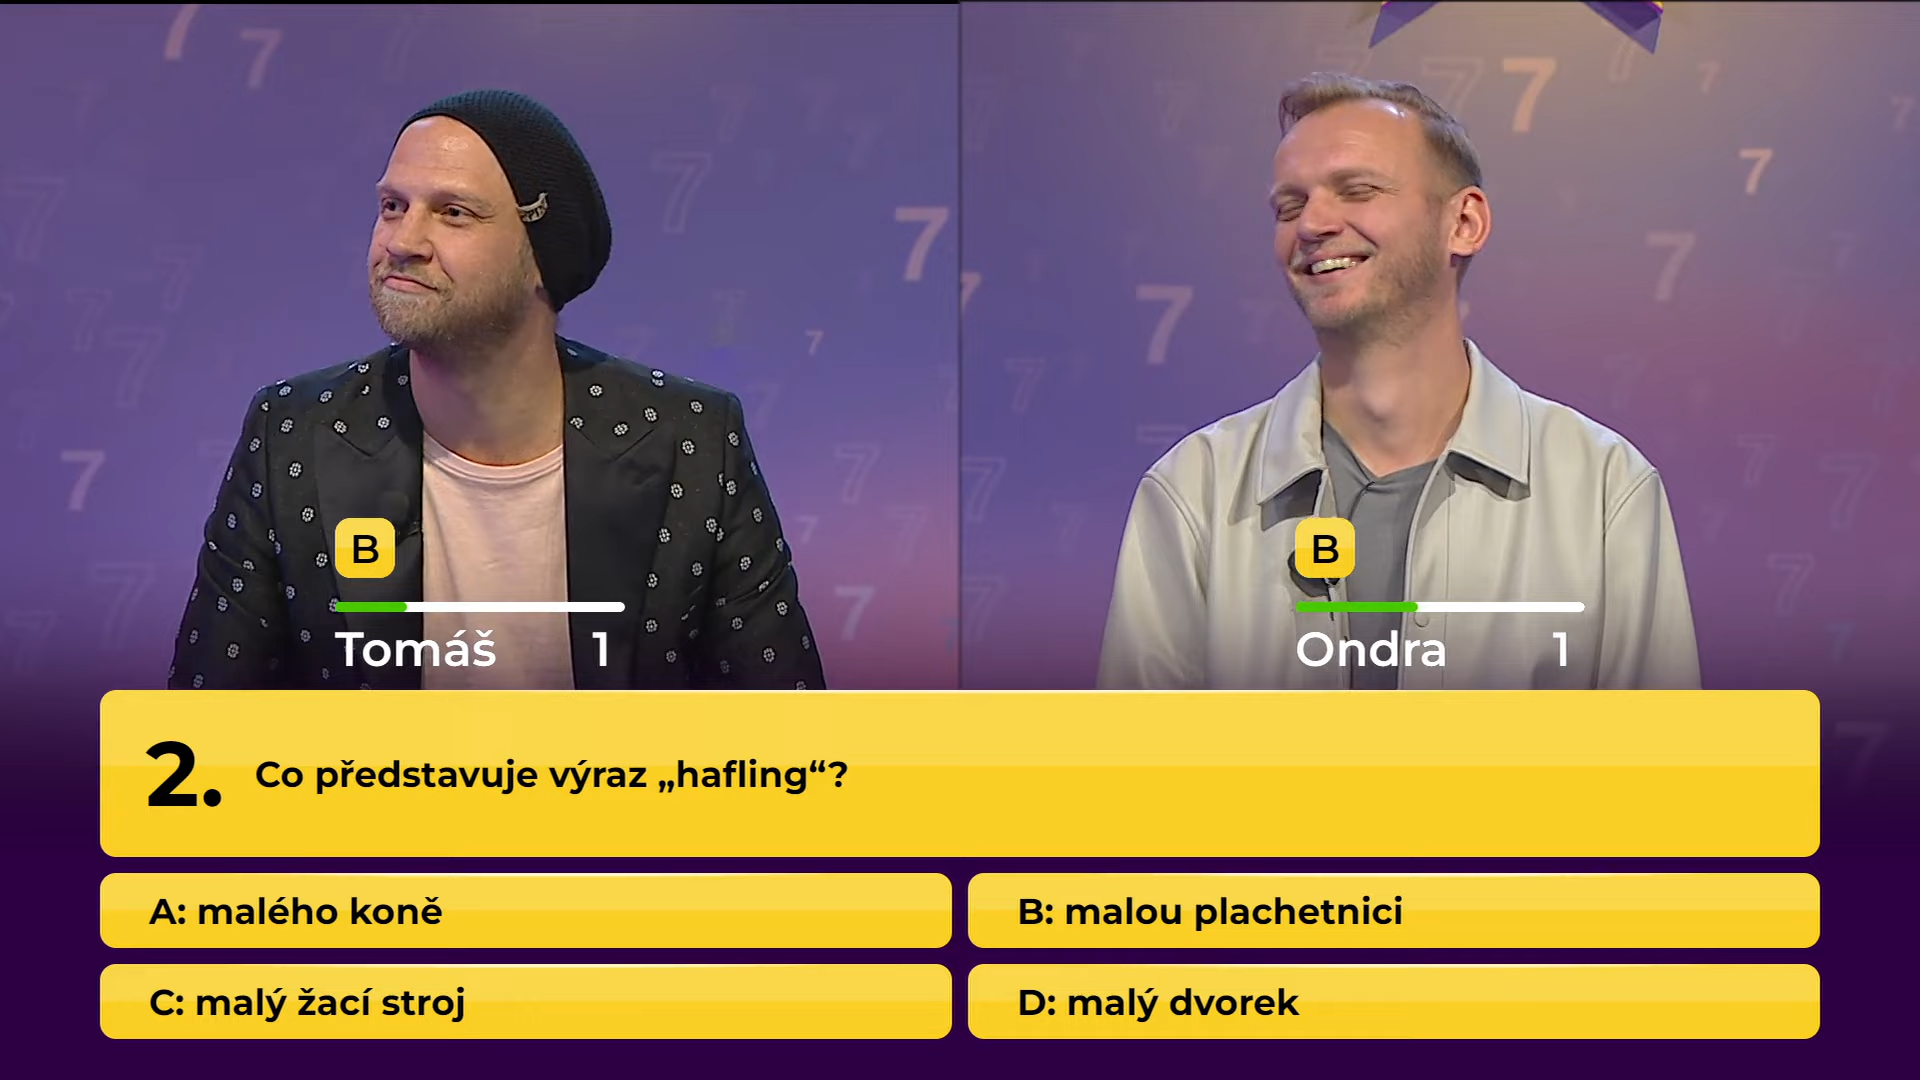 B
Tomáš 1
B
Ondra 1
2. Co představuje výraz „hafling“?
A: malého koně
B: malou plachetnici
C: malý žací stroj
D: malý dvorek